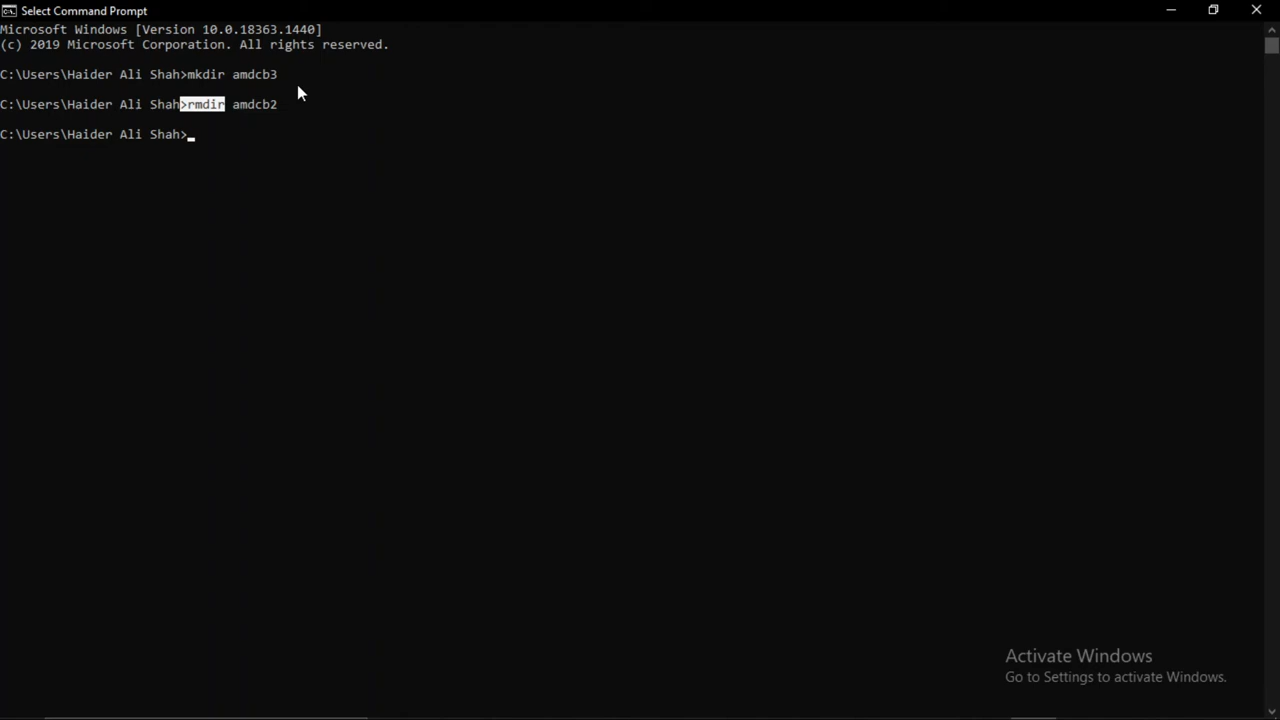 Select Command Prompt
Microsoft Windows [Version 10.0.18363.1440]
(c) 2019 Microsoft Corporation. All rights reserved.
C:\Users\Haider Ali Shah>mkdir amdcb3
C:\Users\Haider Ali Shah>rmdir amdcb2
C:\Users\Haider Ali Shah>
Activate Windows
Go to Settings to activate Windows.